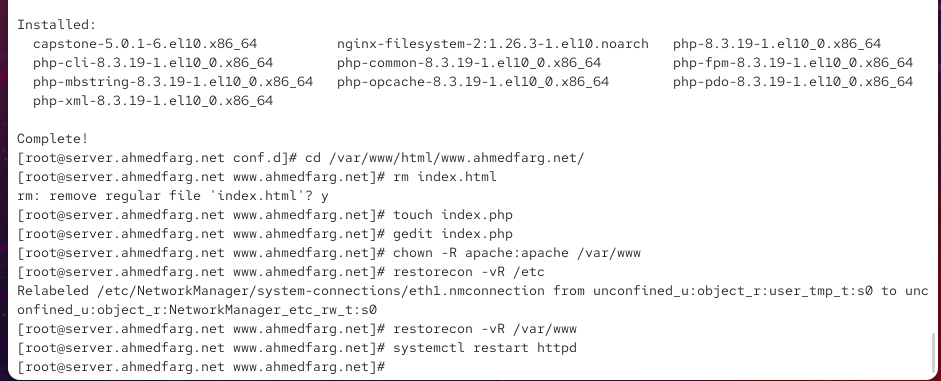 Installed:
  capstone-5.0.1-6.el10.x86_64          nginx-filesystem-2:1.26.3-1.el10.noarch   php-8.3.19-1.el10_0.x86_64
  php-cli-8.3.19-1.el10_0.x86_64        php-common-8.3.19-1.el10_0.x86_64         php-fpm-8.3.19-1.el10_0.x86_64
  php-mbstring-8.3.19-1.el10_0.x86_64   php-opcache-8.3.19-1.el10_0.x86_64        php-pdo-8.3.19-1.el10_0.x86_64
  php-xml-8.3.19-1.el10_0.x86_64
Complete!
[root@server.ahmedfarg.net conf.d]# cd /var/www/html/www.ahmedfarg.net/
[root@server.ahmedfarg.net www.ahmedfarg.net]# rm index.html
rm: remove regular file 'index.html'? y
[root@server.ahmedfarg.net www.ahmedfarg.net]# touch index.php
[root@server.ahmedfarg.net www.ahmedfarg.net]# gedit index.php
[root@server.ahmedfarg.net www.ahmedfarg.net]# chown -R apache:apache /var/www
[root@server.ahmedfarg.net www.ahmedfarg.net]# restorecon -vR /etc
Relabeled /etc/NetworkManager/system-connections/eth1.nmconnection from unconfined_u:object_r:user_tmp_t:s0 to unc
onfined_u:object_r:NetworkManager_etc_rw_t:s0
[root@server.ahmedfarg.net www.ahmedfarg.net]# restorecon -vR /var/www
[root@server.ahmedfarg.net www.ahmedfarg.net]# systemctl restart httpd
[root@server.ahmedfarg.net www.ahmedfarg.net]#